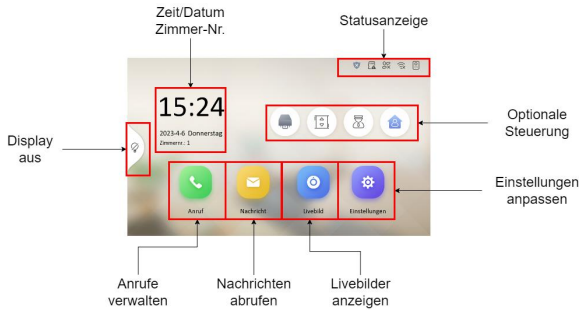 Zeit/Datum
Zimmer-Nr.
Statusanzeige
15:24
2023-4-6 Donnerstag
Zimmernr.: 1
Display
aus
Optionale
Steuerung
Einstellungen
anpassen
Anruf
Nachricht
Livebild
Einstellungen
Anrufe
verwalten
Nachrichten
abrufen
Livebilder
anzeigen